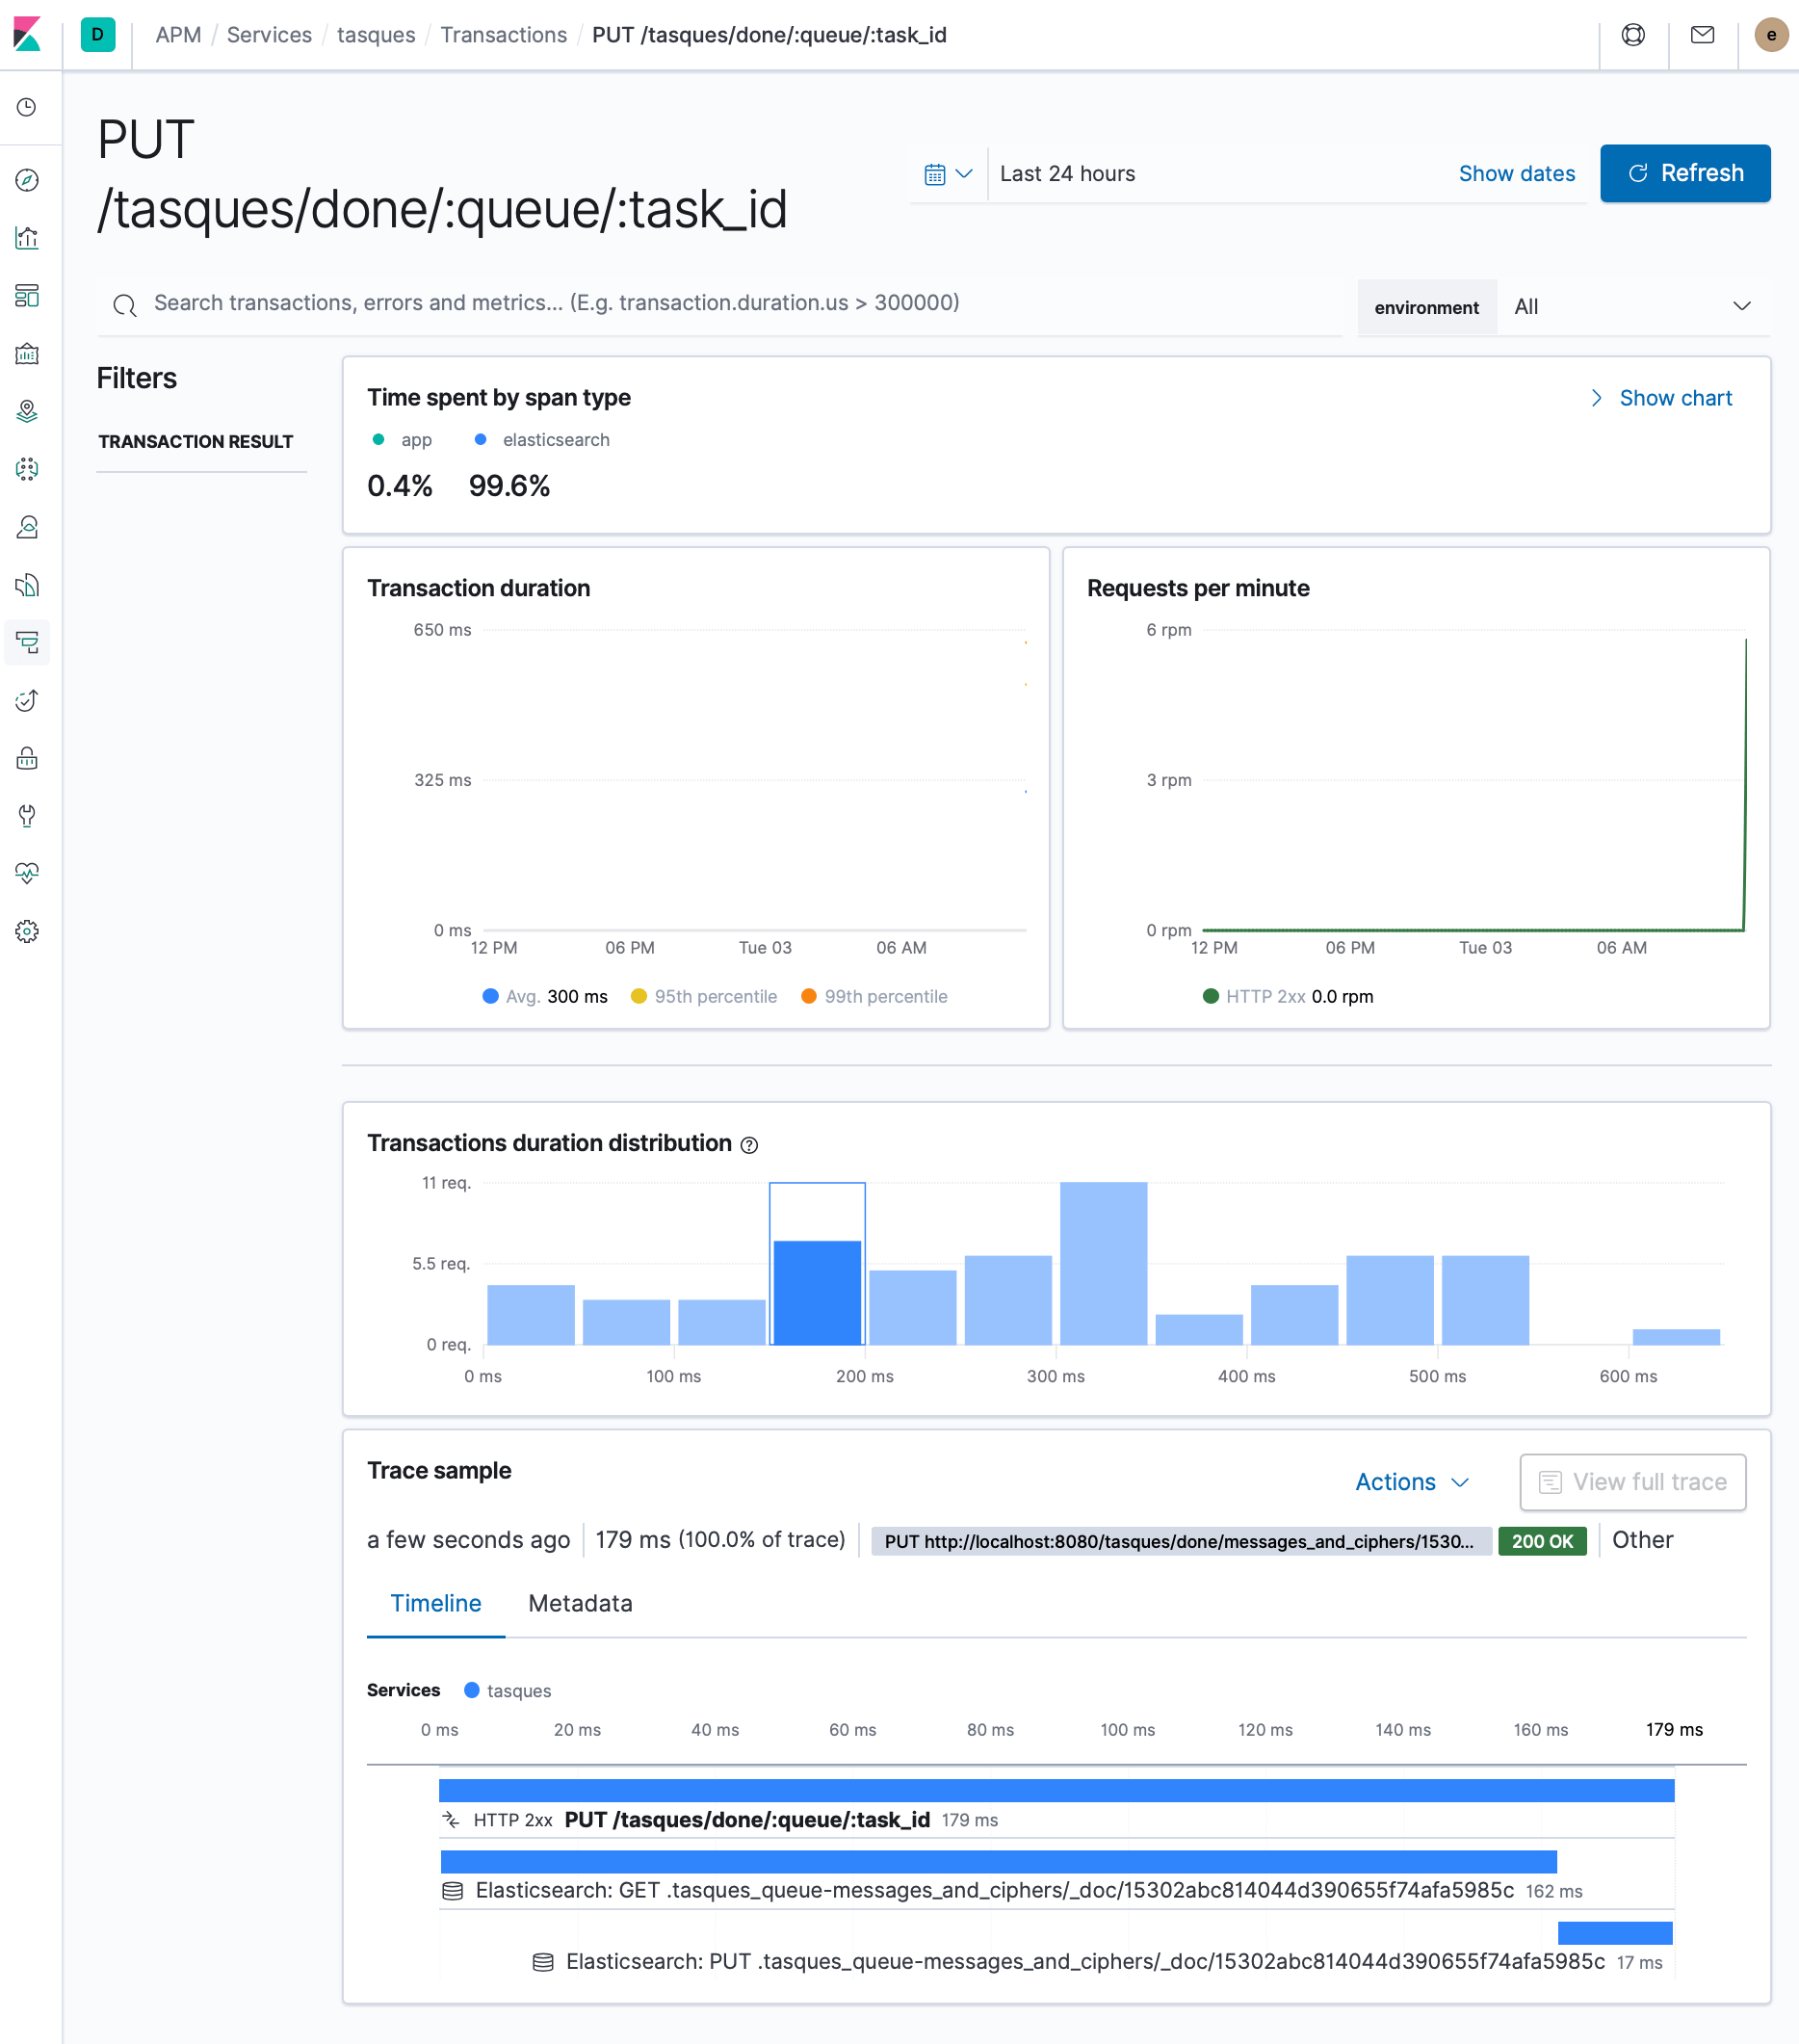 D APM / Services / tasques / Transactions / PUT /tasques/done/:queue/:task_id e
PUT
/tasques/done/:queue/:task_id
Last 24 hours Show dates Refresh
Search transactions, errors and metrics... (E.g. transaction.duration.us > 300000) environment All
Filters
TRANSACTION RESULT
Time spent by span type Show chart
app elasticsearch
0.4% 99.6%
Transaction duration
650 ms
325 ms
0 ms
12 PM 06 PM Tue 03 06 AM
Avg. 300 ms 95th percentile 99th percentile
Requests per minute
6 rpm
3 rpm
0 rpm
12 PM 06 PM Tue 03 06 AM
HTTP 2xx 0.0 rpm
Transactions duration distribution
11 req.
5.5 req.
0 req.
0 ms 100 ms 200 ms 300 ms 400 ms 500 ms 600 ms
Trace sample Actions View full trace
a few seconds ago 179 ms (100.0% of trace) PUT http://localhost:8080/tasques/done/messages_and_ciphers/1530... 200 OK Other
Timeline Metadata
Services tasques
0 ms 20 ms 40 ms 60 ms 80 ms 100 ms 120 ms 140 ms 160 ms 179 ms
HTTP 2xx PUT /tasques/done/:queue/:task_id 179 ms
Elasticsearch: GET .tasques_queue-messages_and_ciphers/_doc/15302abc814044d390655f74afa5985c 162 ms
Elasticsearch: PUT .tasques_queue-messages_and_ciphers/_doc/15302abc814044d390655f74afa5985c 17 ms